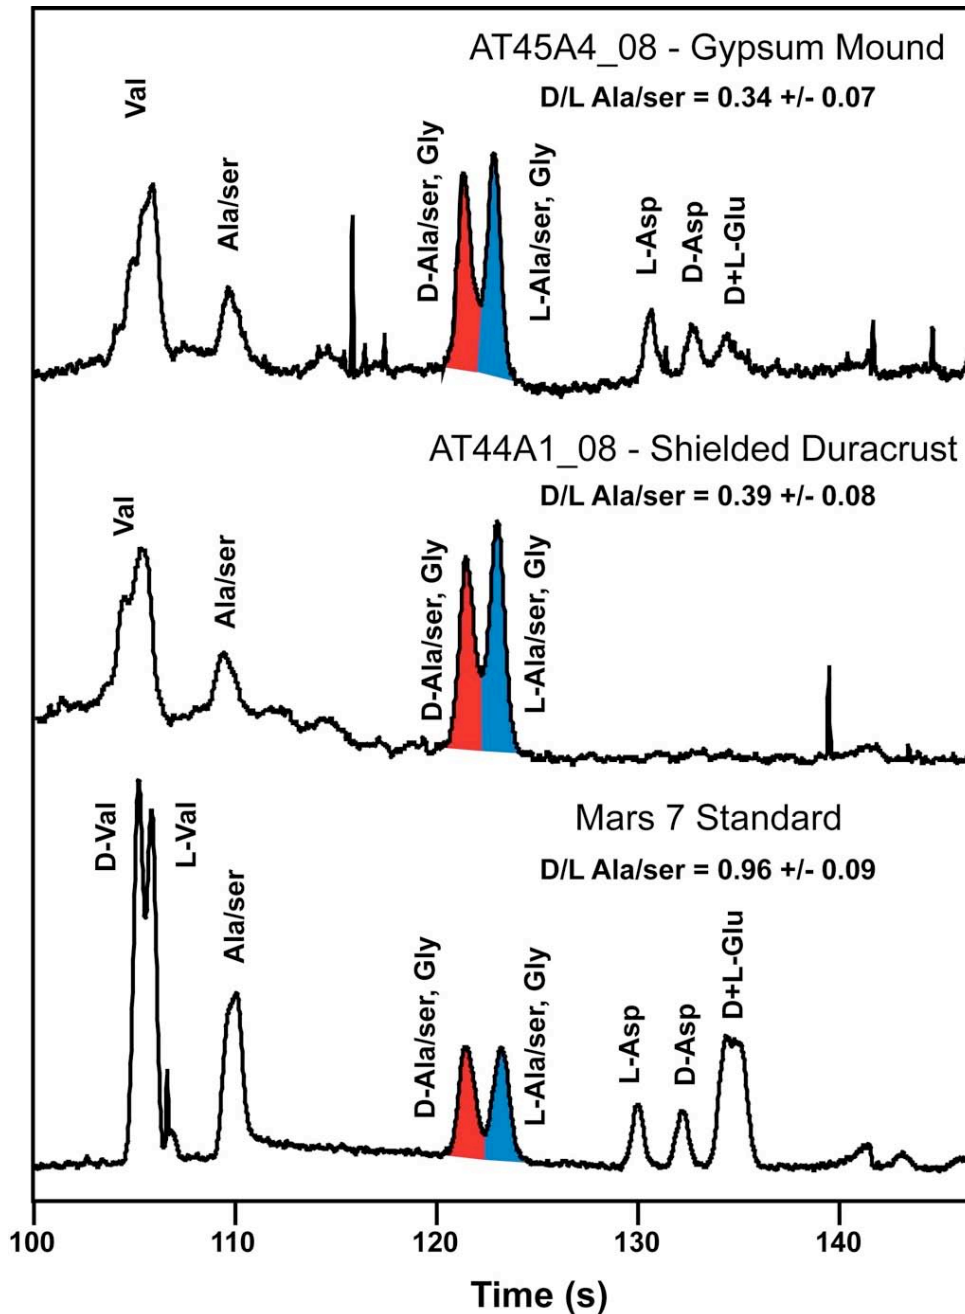 AT45A4_08 - Gypsum Mound
D/L Ala/ser = 0.34 +/- 0.07
Val
Ala/ser
D-Ala/ser, Gly
L-Ala/ser, Gly
L-Asp
D-Asp
D+L-Glu
AT44A1_08 - Shielded Duracrust
D/L Ala/ser = 0.39 +/- 0.08
Val
Ala/ser
D-Ala/ser, Gly
L-Ala/ser, Gly
Mars 7 Standard
D/L Ala/ser = 0.96 +/- 0.09
D-Val
L-Val
Ala/ser
D-Ala/ser, Gly
L-Ala/ser, Gly
L-Asp
D-Asp
D+L-Glu
100 110 120 130 140
Time (s)